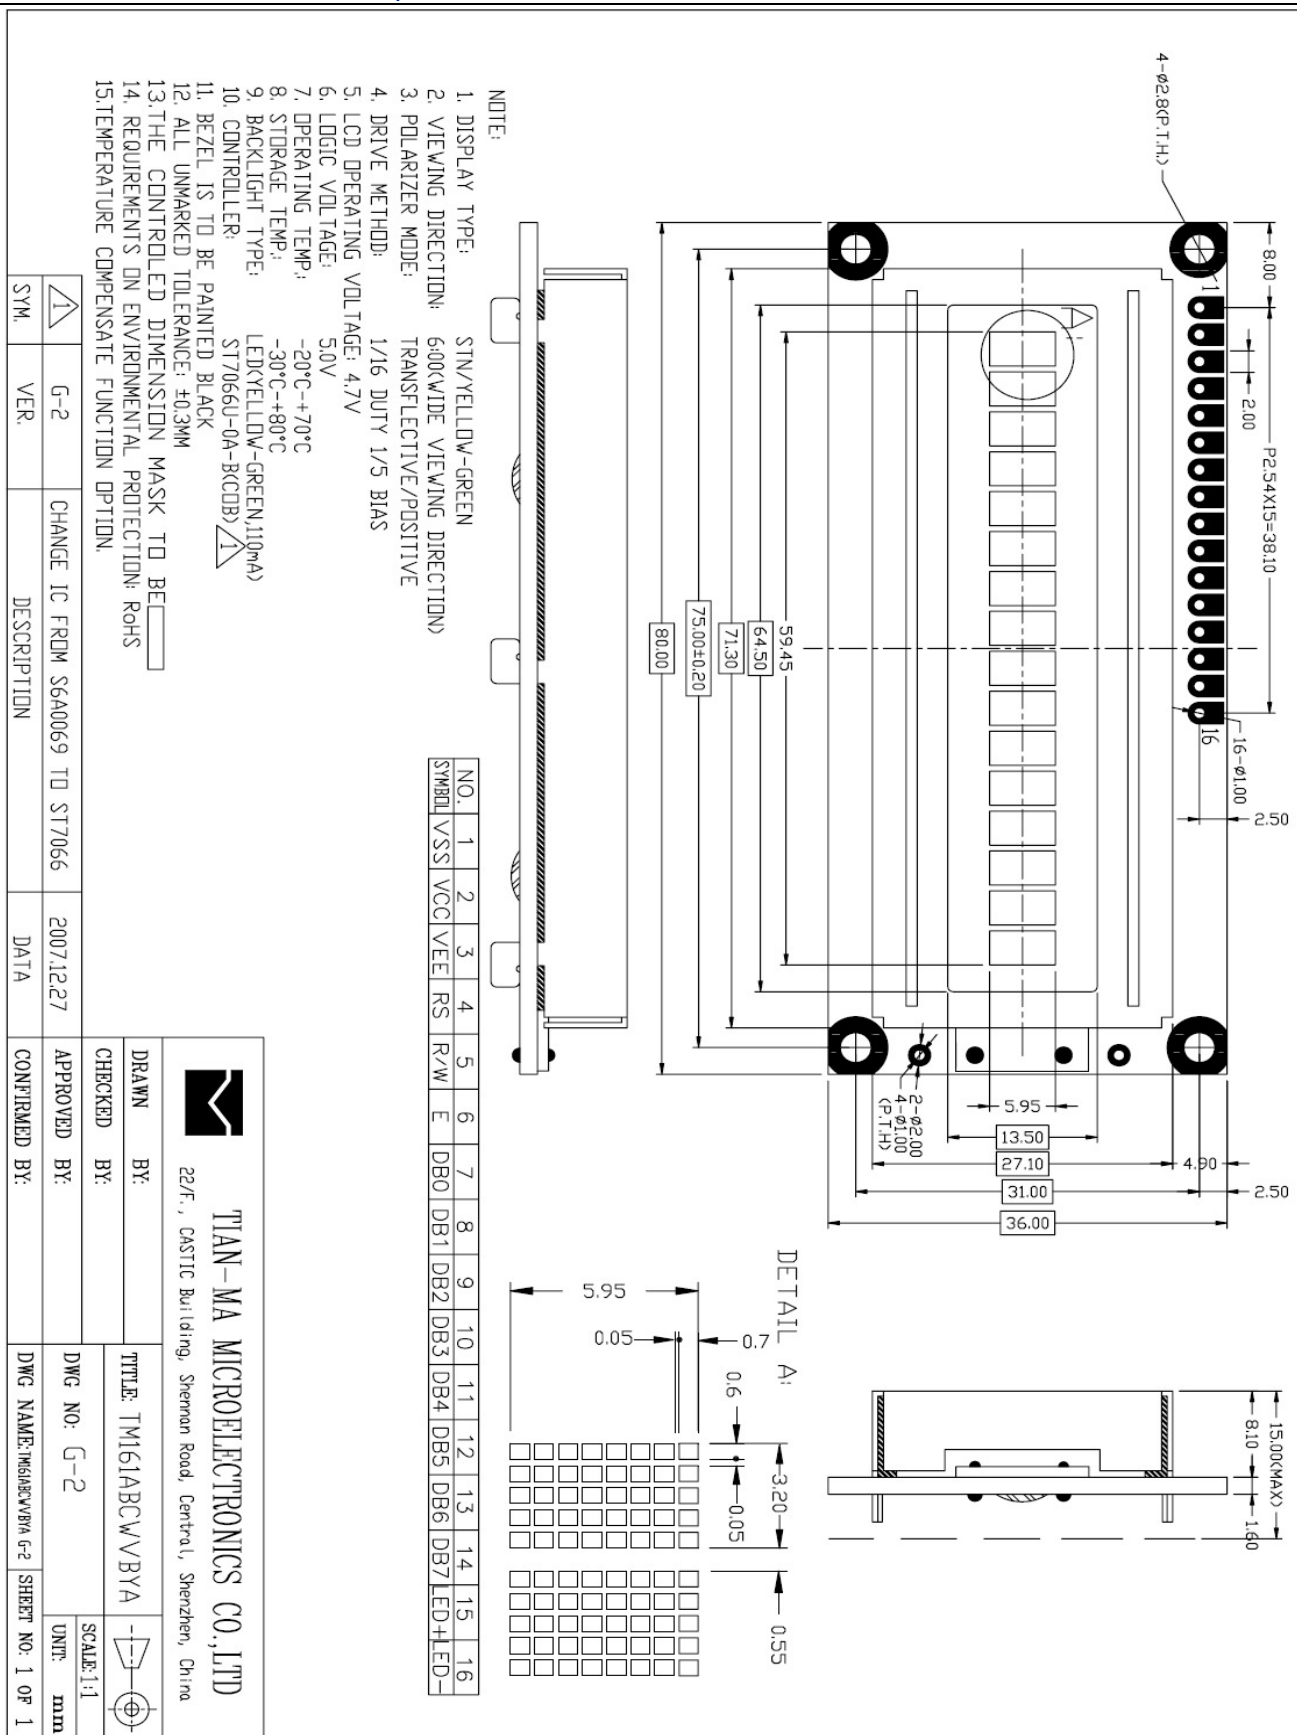 4-Ø2.8(P.T.H.)
8.00
P2.54X15=38.10
2.00
1
16
16-Ø1.00
2.50
A
59.45
64.50
71.30
75.00±0.20
80.00
2-Ø2.00
4-Ø1.00
(P.T.H)
5.95
13.50
27.10
4.90
31.00
2.50
36.00
15.00(MAX)
8.10
1.60
DETAIL A:
5.95
0.05
0.7
0.6
3.20
0.05
0.55
NO. 1 2 3 4 5 6 7 8 9 10 11 12 13 14 15 16
SYMBOL VSS VCC VEE RS R/W E DB0 DB1 DB2 DB3 DB4 DB5 DB6 DB7 LED+ LED-
NOTE:
1. DISPLAY TYPE: STN/YELLOW-GREEN
2. VIEWING DIRECTION: 6:00(WIDE VIEWING DIRECTION)
3. POLARIZER MODE: TRANSFLECTIVE/POSITIVE
4. DRIVE METHOD: 1/16 DUTY 1/5 BIAS
5. LCD OPERATING VOLTAGE: 4.7V
6. LOGIC VOLTAGE: 5.0V
7. OPERATING TEMP.: -20°C-+70°C
8. STORAGE TEMP.: -30°C-+80°C
9. BACKLIGHT TYPE: LED(YELLOW-GREEN,110mA)
10. CONTROLLER: ST7066U-0A-B(COB) 1
11. BEZEL IS TO BE PAINTED BLACK
12. ALL UNMARKED TOLERANCE: ±0.3MM
13.THE CONTROLED DIMENSION MASK TO BE
14. REQUIREMENTS ON ENVIRONMENTAL PROTECTION: RoHS
15.TEMPERATURE COMPENSATE FUNCTION OPTION.
1 G-2 CHANGE IC FROM S6A0069 TO ST7066 2007.12.27
SYM. VER. DESCRIPTION DATA
TIAN-MA MICROELECTRONICS CO.,LTD
22/F., CASTIC Building, Shennan Road, Central, Shenzhen, China
DRAWN BY:
CHECKED BY:
APPROVED BY:
CONFIRMED BY:
TITLE: TM161ABCWVBYA
SCALE:1:1
DWG NO: G-2
UNIT: mm
DWG NAME:TM161ABCWVBYA G-2
SHEET NO: 1 OF 1